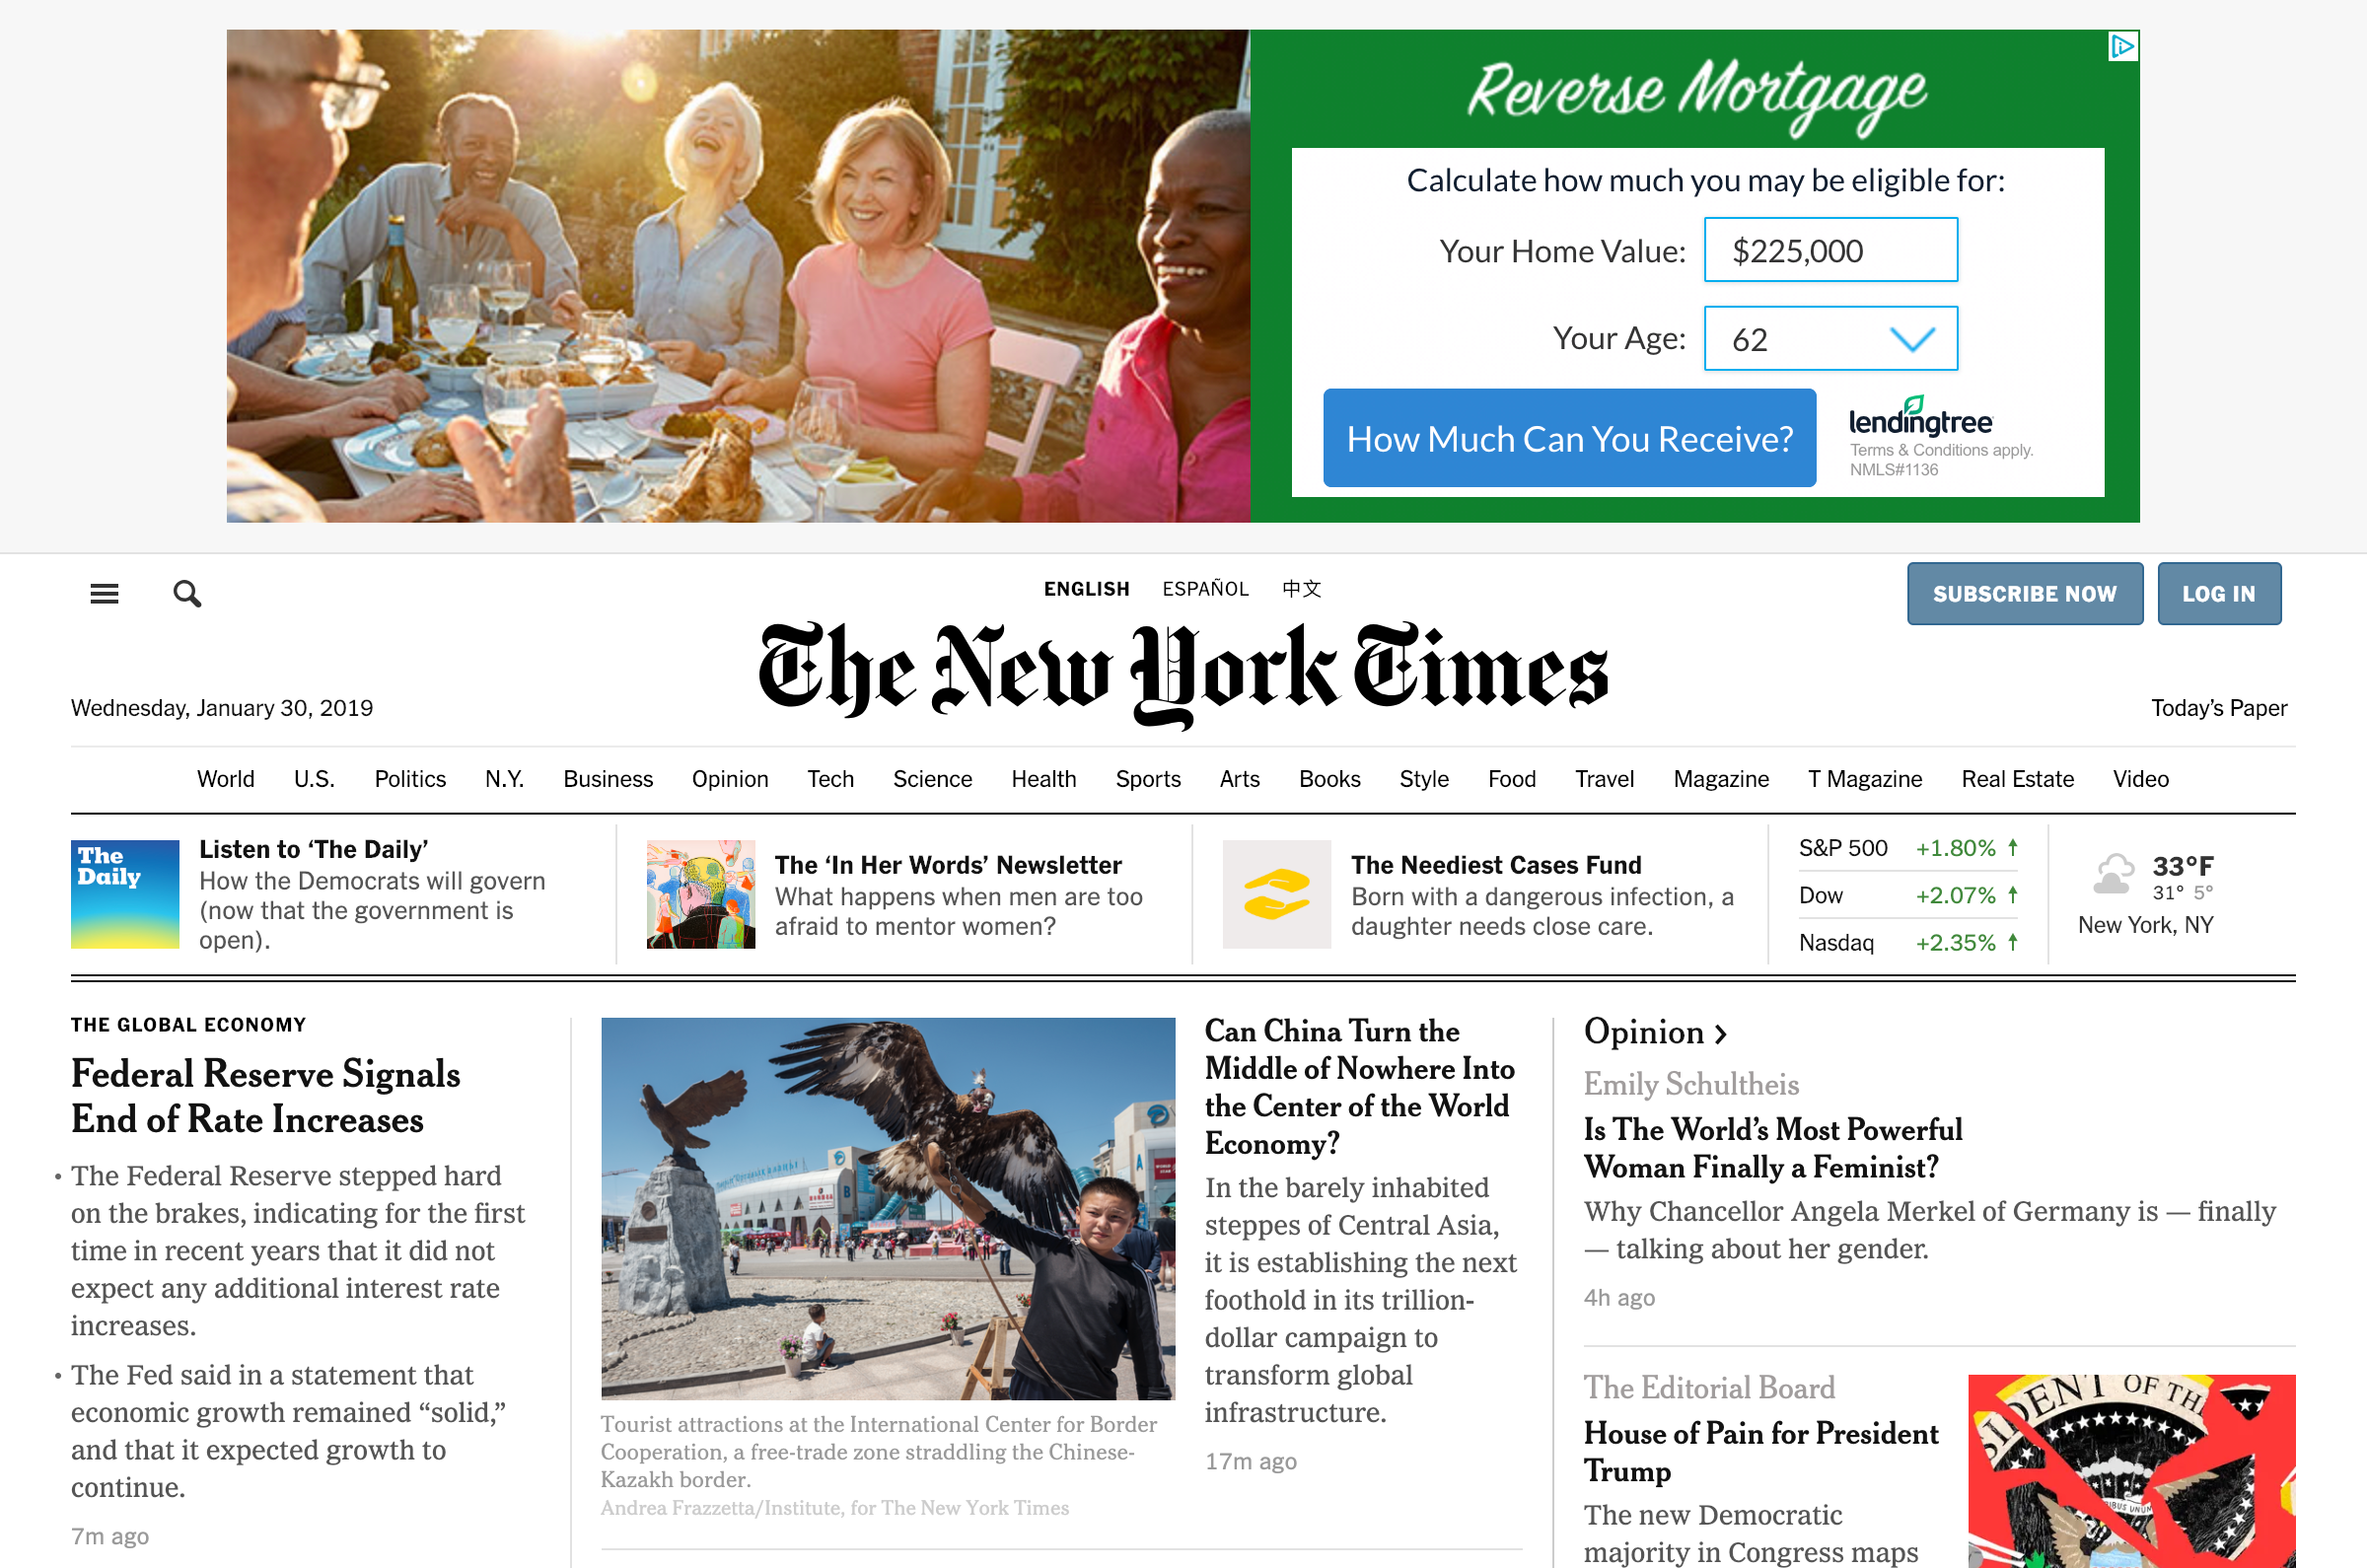 Reverse Mortgage
Calculate how much you may be eligible for:
Your Home Value: $225,000
Your Age: 62
How Much Can You Receive?
lendingtree
Terms & Conditions apply.
NMLS#1136
ENGLISH ESPAÑOL 中文
SUBSCRIBE NOW LOG IN
The New York Times
Wednesday, January 30, 2019
Today’s Paper
World U.S. Politics N.Y. Business Opinion Tech Science Health Sports Arts Books Style Food Travel Magazine T Magazine Real Estate Video
The
Daily
Listen to ‘The Daily’
How the Democrats will govern
(now that the government is
open).
The ‘In Her Words’ Newsletter
What happens when men are too
afraid to mentor women?
The Neediest Cases Fund
Born with a dangerous infection, a
daughter needs close care.
S&P 500 +1.80%
Dow +2.07%
Nasdaq +2.35%
33°F
31° 5°
New York, NY
THE GLOBAL ECONOMY
Federal Reserve Signals
End of Rate Increases
• The Federal Reserve stepped hard
on the brakes, indicating for the first
time in recent years that it did not
expect any additional interest rate
increases.
• The Fed said in a statement that
economic growth remained “solid,”
and that it expected growth to
continue.
7m ago
B
A
Tourist attractions at the International Center for Border
Cooperation, a free-trade zone straddling the Chinese-
Kazakh border.
Andrea Frazzetta/Institute, for The New York Times
Can China Turn the
Middle of Nowhere Into
the Center of the World
Economy?
In the barely inhabited
steppes of Central Asia,
it is establishing the next
foothold in its trillion-
dollar campaign to
transform global
infrastructure.
17m ago
Opinion
Emily Schultheis
Is The World’s Most Powerful
Woman Finally a Feminist?
Why Chancellor Angela Merkel of Germany is — finally
— talking about her gender.
4h ago
The Editorial Board
House of Pain for President
Trump
The new Democratic
majority in Congress maps
SIDENT OF TH
IBUS UNUM